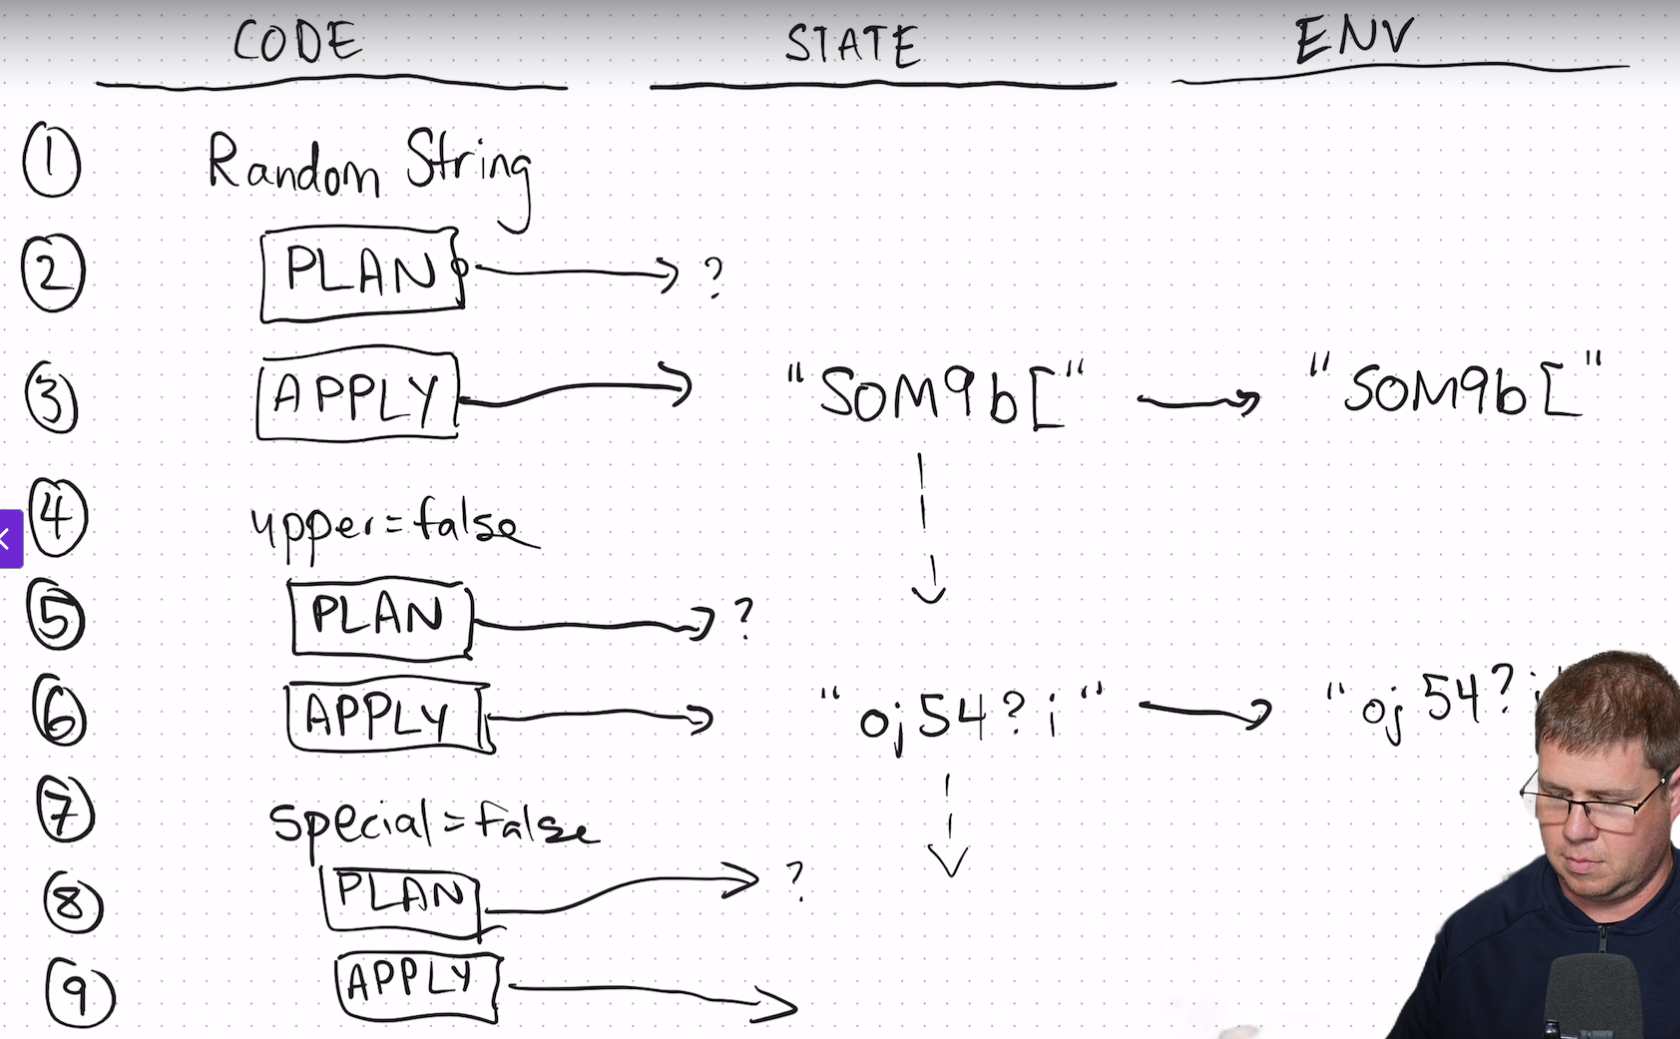 CODE STATE ENV
1 Random String
2 PLAN ?
3 APPLY "SOM9b[" "SOM9b["
4 upper=false
5 PLAN ?
6 APPLY "oj54?i" "oj54?i
7 special=false
8 PLAN ?
9 APPLY